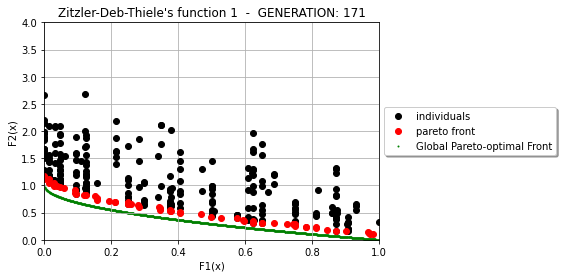 Zitzler-Deb-Thiele's function 1 - GENERATION: 171
4.0
3.5
3.0
2.5
2.0
1.5
1.0
0.5
0.0
F2(x)
0.0 0.2 0.4 0.6 0.8 1.0
F1(x)
individuals
pareto front
Global Pareto-optimal Front